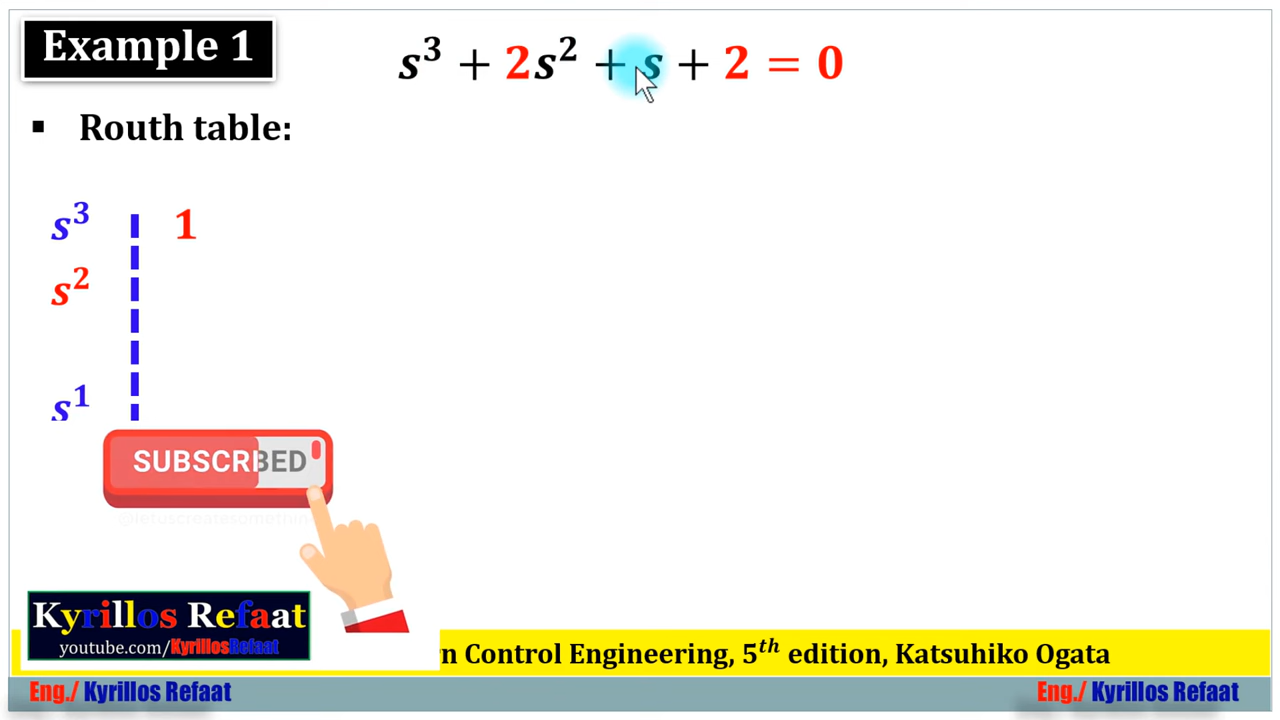 Example 1
s³ + 2s² + s + 2 = 0
▪ Routh table:
s³ 1
s²
s¹
SUBSCRIBED
@letuscreatesomethin
Kyrillos Refaat
youtube.com/KyrillosRefaat
n Control Engineering, 5th edition, Katsuhiko Ogata
Eng./ Kyrillos Refaat
Eng./ Kyrillos Refaat